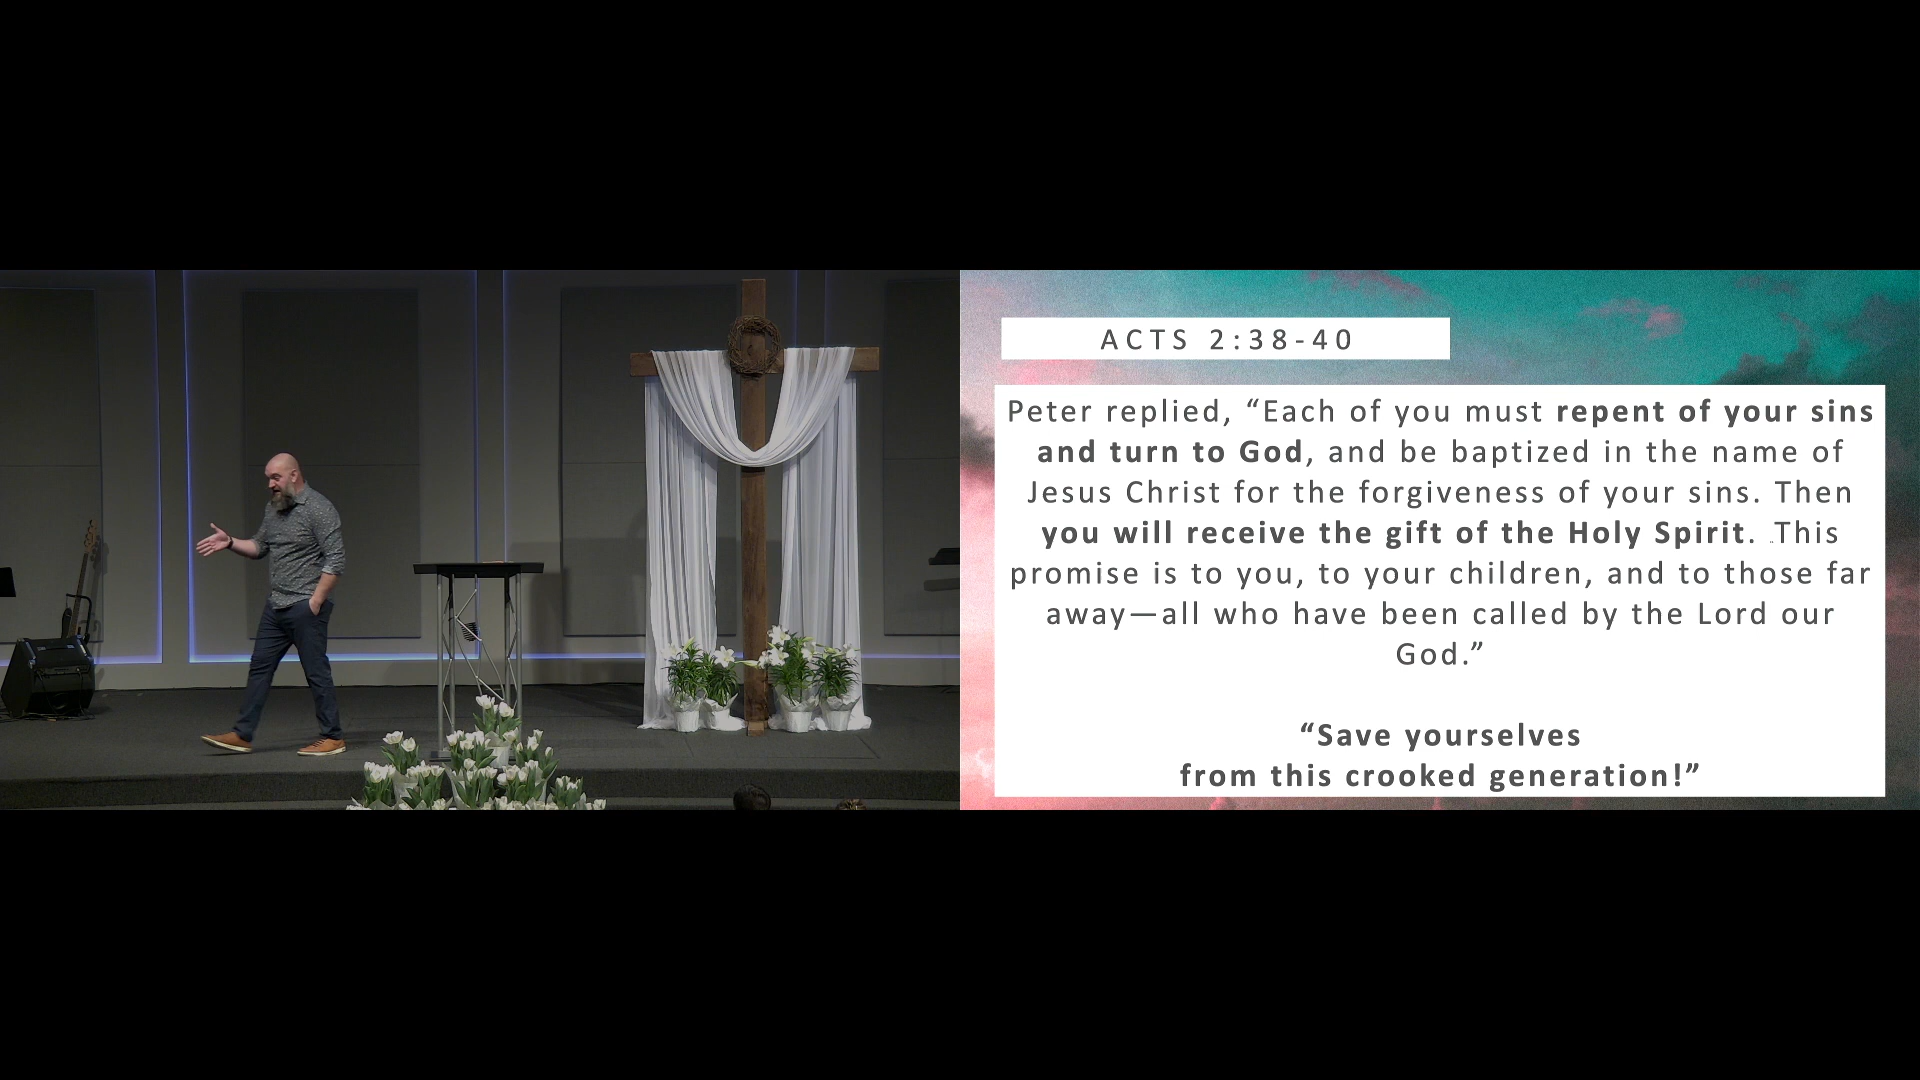 ACTS 2:38-40
Peter replied, “Each of you must repent of your sins
and turn to God, and be baptized in the name of
Jesus Christ for the forgiveness of your sins. Then
you will receive the gift of the Holy Spirit. This
promise is to you, to your children, and to those far
away—all who have been called by the Lord our
God.”
“Save yourselves
from this crooked generation!”